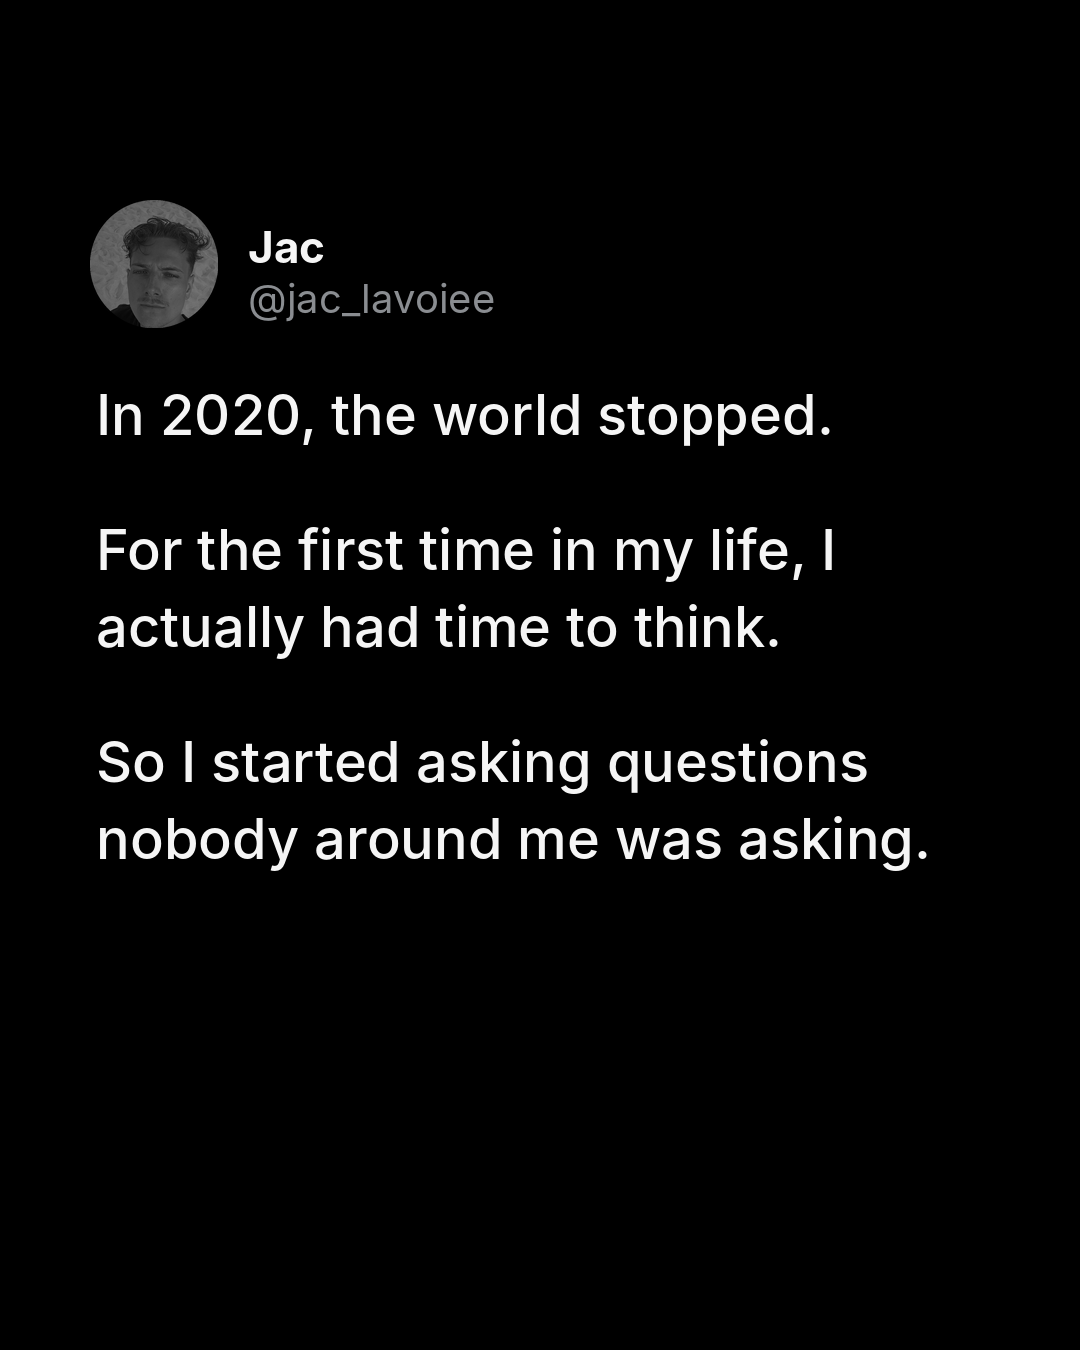 Jac
@jac_lavoiee
In 2020, the world stopped.
For the first time in my life, I
actually had time to think.
So I started asking questions
nobody around me was asking.